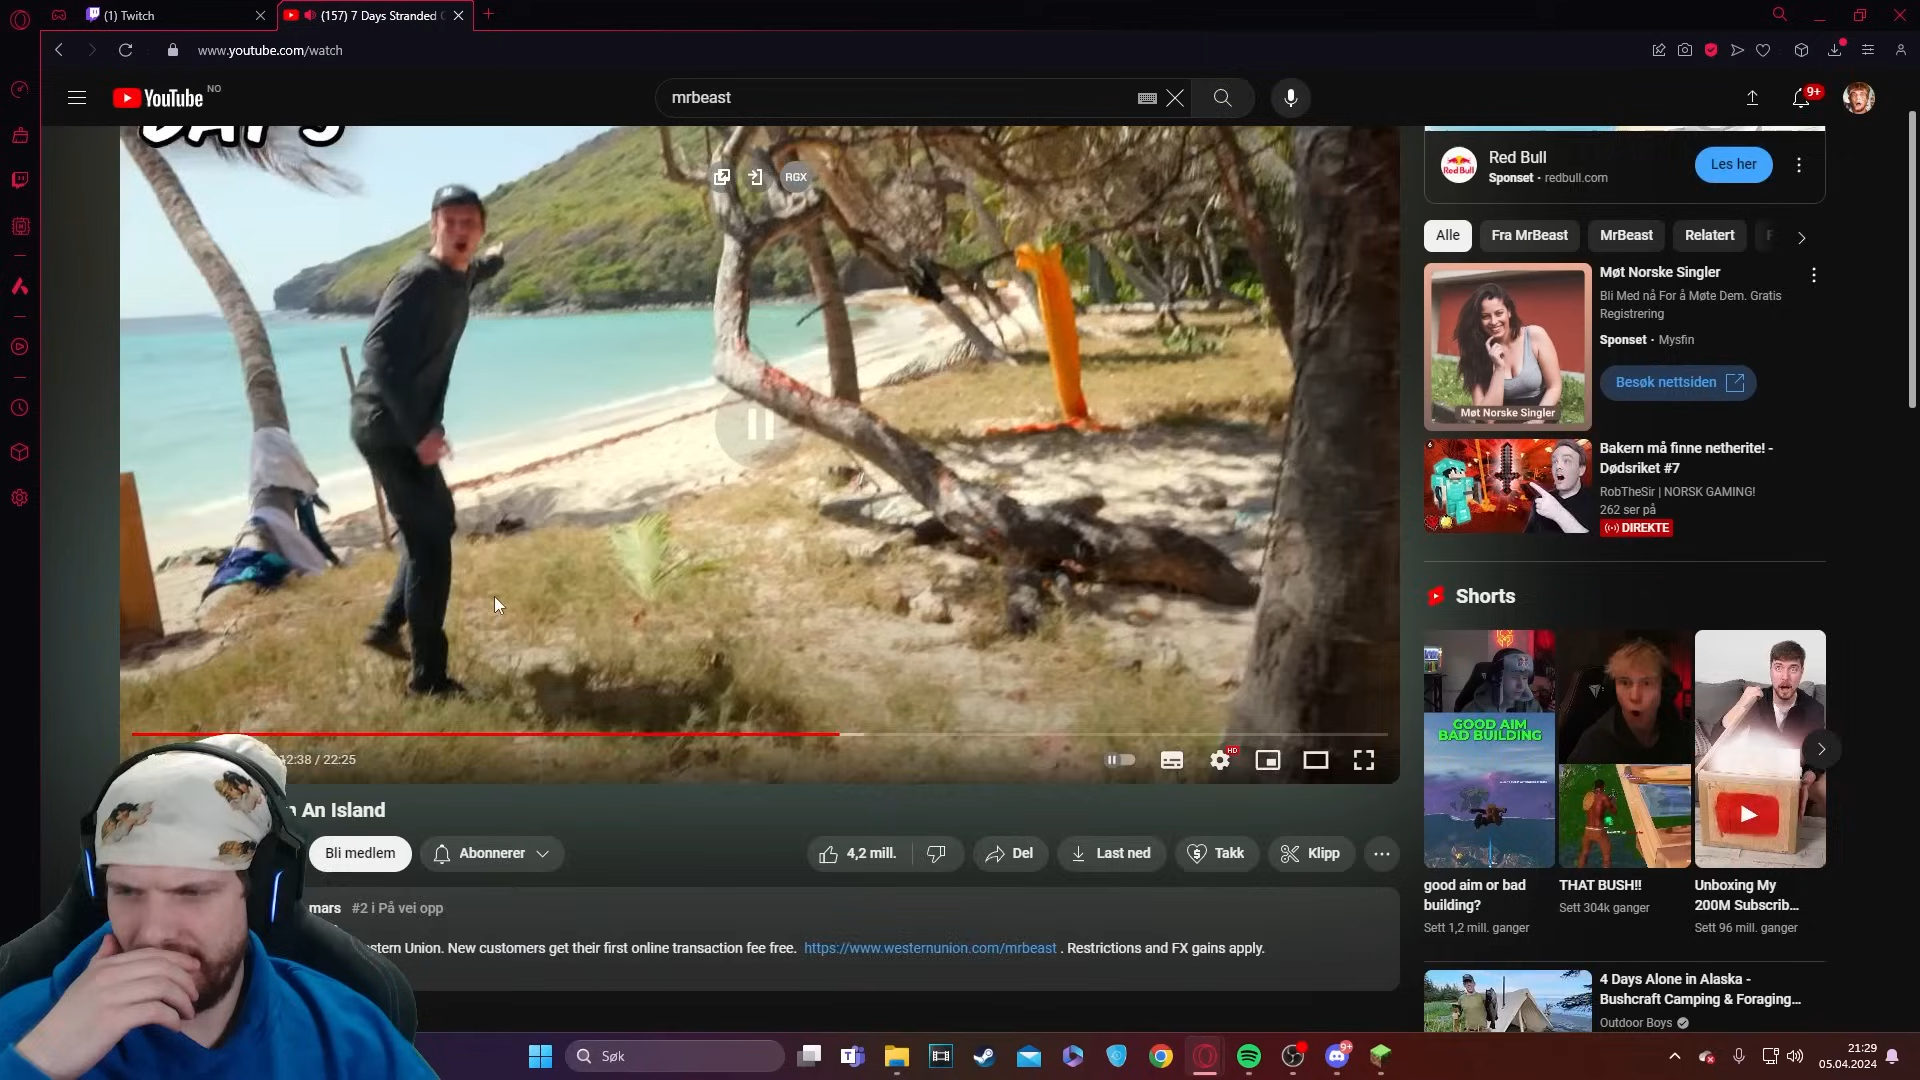 (1) Twitch
(157) 7 Days Stranded
www.youtube.com/watch
YouTube
NO
mrbeast
9+
DAYS
RGX
12:38 / 22:25
HD
An Island
Bli medlem
Abonnerer
4,2 mill.
Del
Last ned
Takk
Klipp
mars #2 i På vei opp
stern Union. New customers get their first online transaction fee free. https://www.westernunion.com/mrbeast . Restrictions and FX gains apply.
Red Bull
Red Bull
Sponset • redbull.com
Les her
Alle
Fra MrBeast
MrBeast
Relatert
Møt Norske Singler
Møt Norske Singler
Bli Med nå For å Møte Dem. Gratis
Registrering
Sponset • Mysfin
Besøk nettsiden
Bakern må finne netherite! -
Dødsriket #7
RobTheSir | NORSK GAMING!
262 ser på
DIREKTE
Shorts
GOOD AIM
BAD BUILDING
good aim or bad
building?
Sett 1,2 mill. ganger
THAT BUSH!!
Sett 304k ganger
Unboxing My
200M Subscrib...
Sett 96 mill. ganger
4 Days Alone in Alaska -
Bushcraft Camping & Foraging...
Outdoor Boys
Søk
9+
21:29
05.04.2024